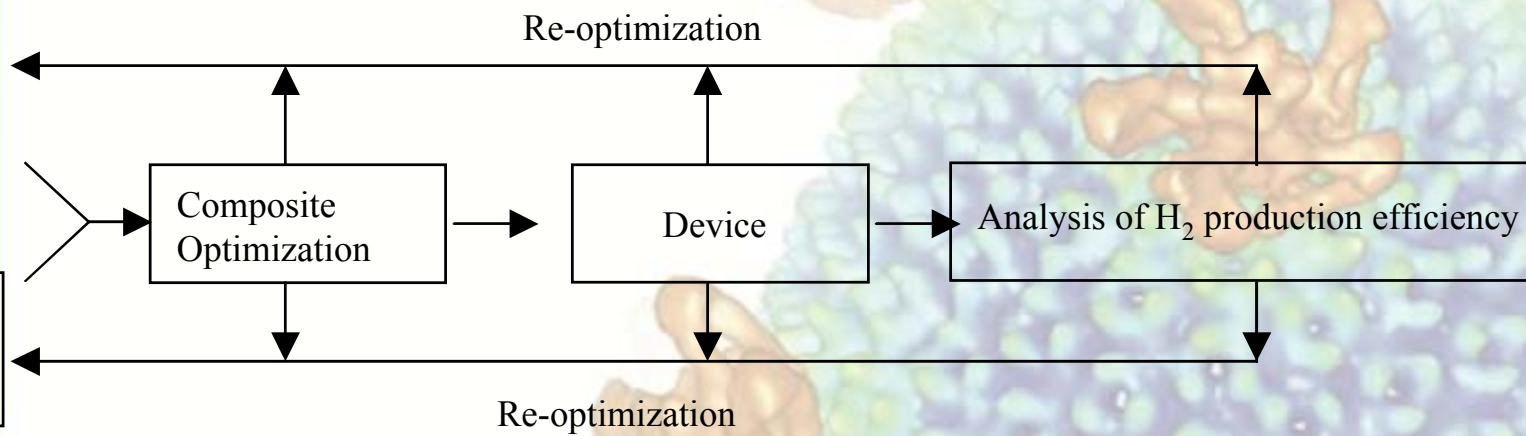 Re-optimization
Composite
Optimization
Device
Analysis of H₂ production efficiency
Re-optimization